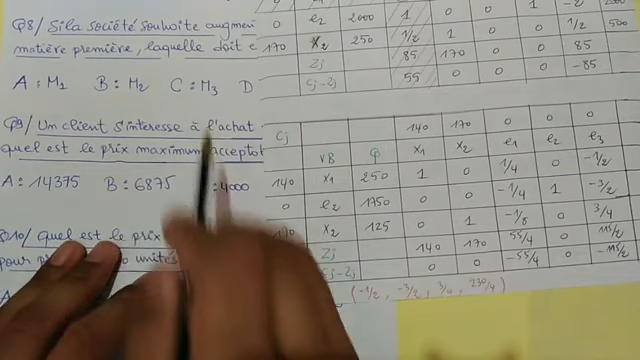 Q8/ Si la société souhaite augmen
matière première, laquelle doit e
A : M1 B : M2 C : M3 D
Q9/ Un client s'interesse à l'achat
quel est le prix maximum accepta
A : 14375 B : 6875 : 4000
Q10/ Quel est le prix
pour
0 e2 2000 1 0 0 1 -2
170 x2 250 1/2 1 0 0 1/2 500
Zj 85 170 0 0 85
Cj-Zj 55 0 0 0 -85
Cj 140 170 0 0 0
VB Q x1 x2 e1 e2 e3
140 x1 250 1 0 1/4 0 -1/2
0 e2 1750 0 0 -1/4 1 -3/2
x2 125 0 1 -1/8 0 3/4
Zj 140 170 55/4 0 115/2
Cj-Zj 0 0 -55/4 0 -115/2
(-1/2, -3/2, 3/4, 230/4)